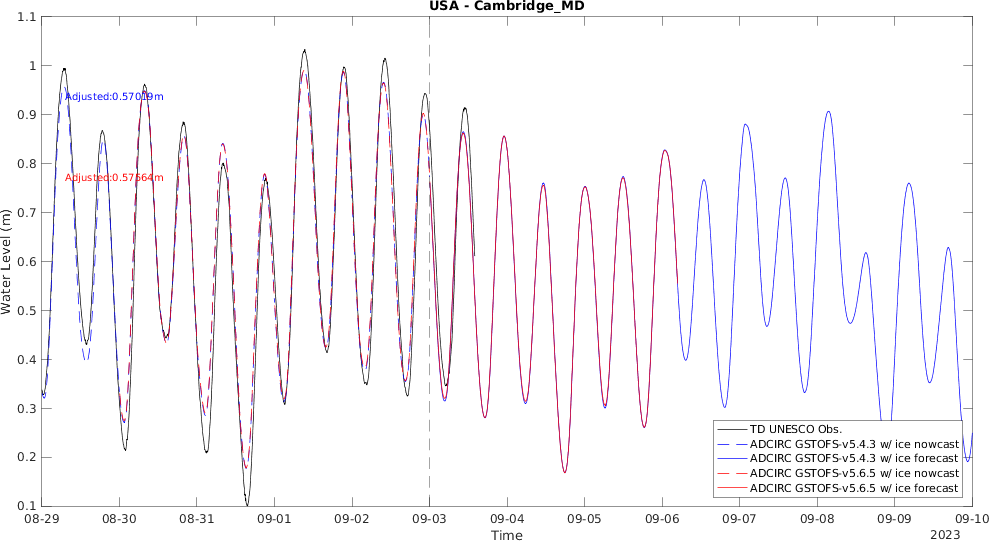 USA - Cambridge_MD
1.1
1
0.9
0.8
0.7
0.6
0.5
0.4
0.3
0.2
0.1
Water Level (m)
Adjusted:0.57019m
Adjusted:0.57564m
TD UNESCO Obs.
ADCIRC GSTOFS-v5.4.3 w/ ice nowcast
ADCIRC GSTOFS-v5.4.3 w/ ice forecast
ADCIRC GSTOFS-v5.6.5 w/ ice nowcast
ADCIRC GSTOFS-v5.6.5 w/ ice forecast
08-29 08-30 08-31 09-01 09-02 09-03 09-04 09-05 09-06 09-07 09-08 09-09 09-10
Time
2023